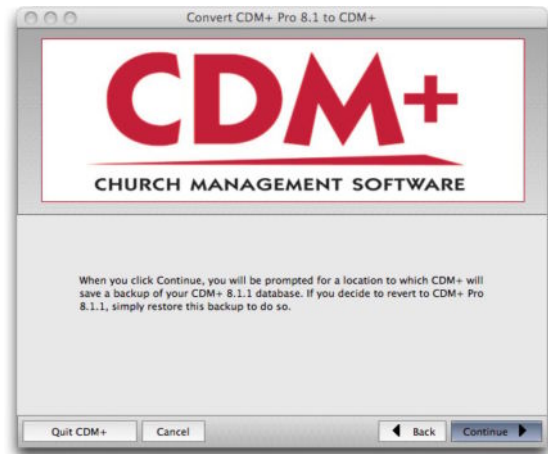 Convert CDM+ Pro 8.1 to CDM+
CDM+
CHURCH MANAGEMENT SOFTWARE
When you click Continue, you will be prompted for a location to which CDM+ will
save a backup of your CDM+ 8.1.1 database. If you decide to revert to CDM+ Pro
8.1.1, simply restore this backup to do so.
Quit CDM+ Cancel Back Continue